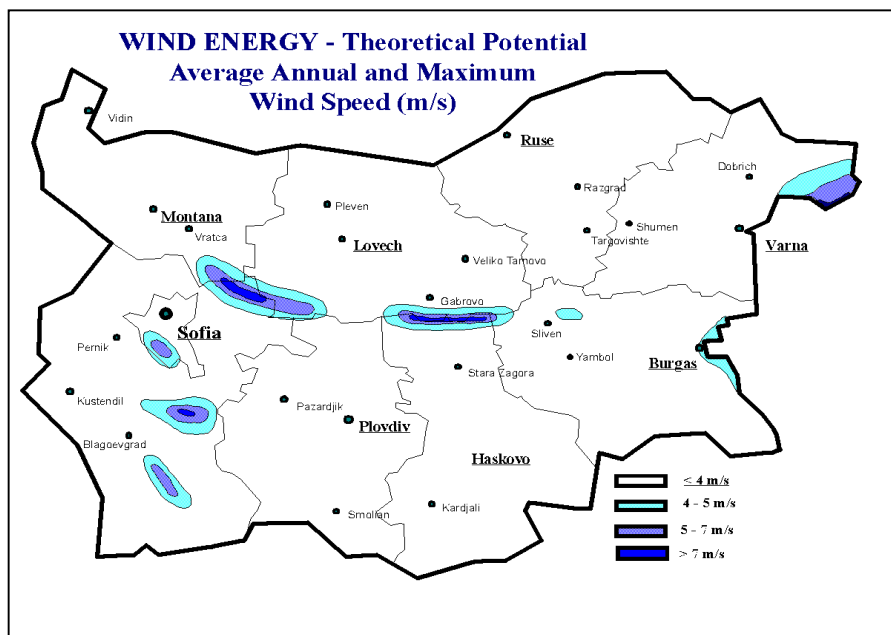 WIND ENERGY - Theoretical Potential
Average Annual and Maximum
Wind Speed (m/s)
Vidin
Ruse
Dobrich
Razgrad
Pleven
Montana
Shumen
Vratca
Targovishte
Varna
Lovech
Veliko Tarnovo
Gabrovo
Sofia
Sliven
Pernik
Yambol
Burgas
Stara Zagora
Kustendil
Pazardjik
Plovdiv
Blagoevgrad
Haskovo
Smolian
Kardjali
< 4 m/s
4 - 5 m/s
5 - 7 m/s
> 7 m/s